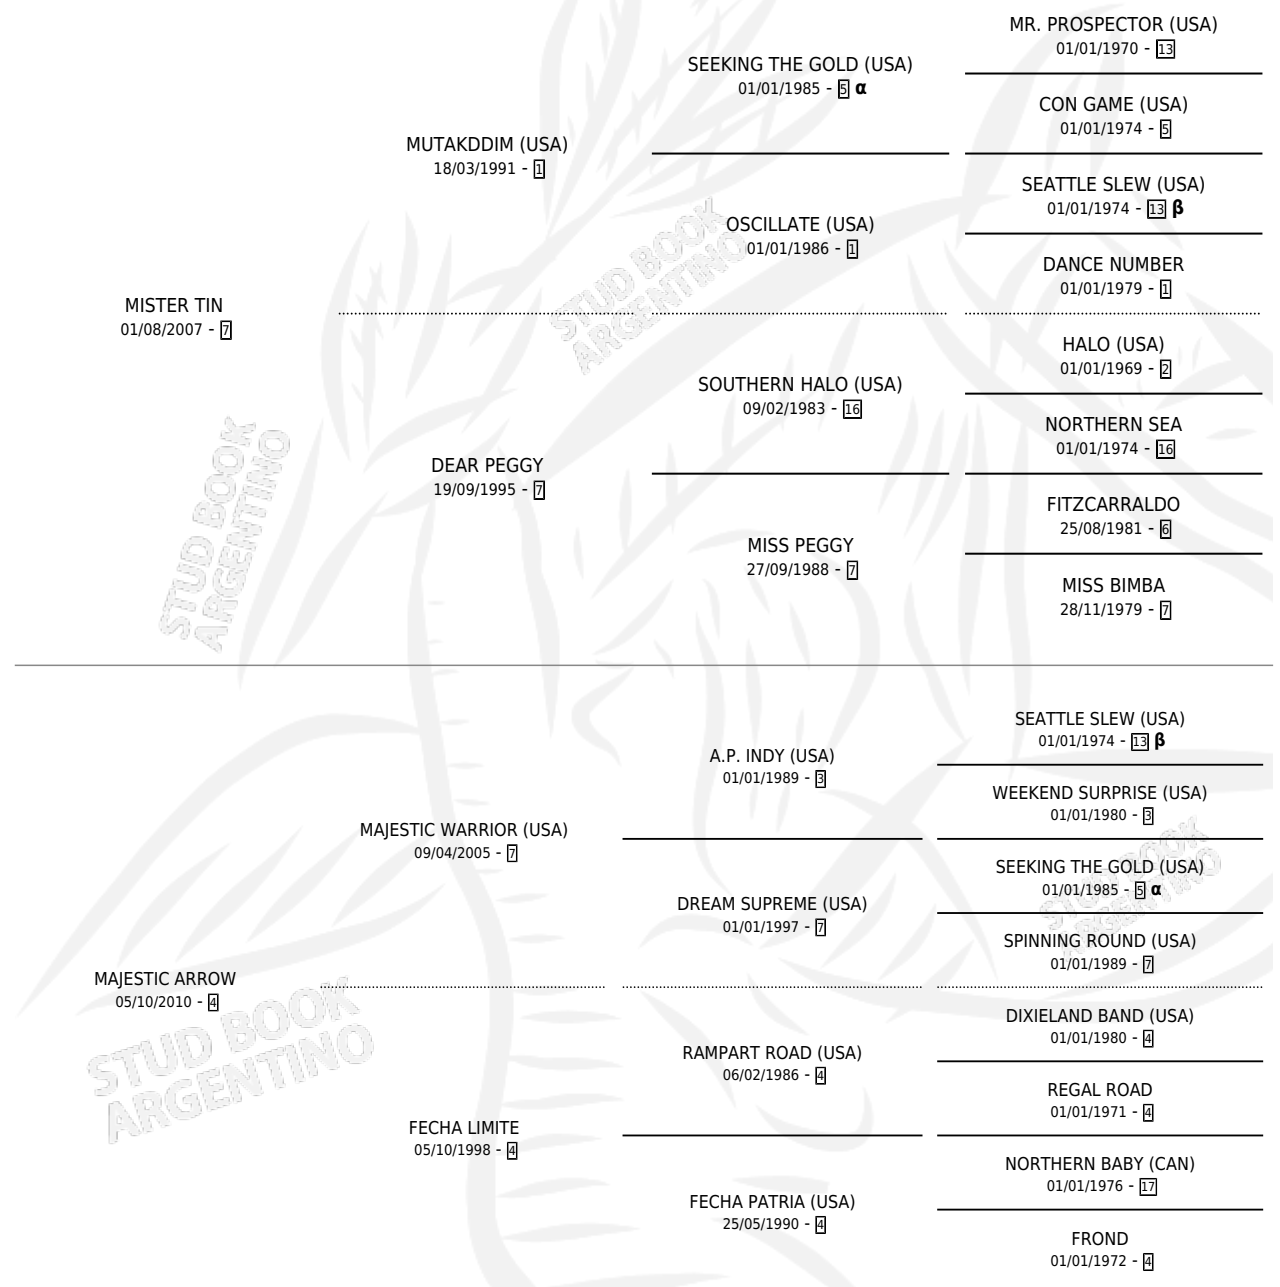 MISTER TIN
01/08/2007 - 7
MUTAKDDIM (USA)
18/03/1991 - 1
DEAR PEGGY
19/09/1995 - 7
SEEKING THE GOLD (USA)
01/01/1985 - 5 α
OSCILLATE (USA)
01/01/1986 - 1
SOUTHERN HALO (USA)
09/02/1983 - 16
MISS PEGGY
27/09/1988 - 7
MR. PROSPECTOR (USA)
01/01/1970 - 13
CON GAME (USA)
01/01/1974 - 5
SEATTLE SLEW (USA)
01/01/1974 - 13 β
DANCE NUMBER
01/01/1979 - 1
HALO (USA)
01/01/1969 - 2
NORTHERN SEA
01/01/1974 - 16
FITZCARRALDO
25/08/1981 - 6
MISS BIMBA
28/11/1979 - 7
MAJESTIC ARROW
05/10/2010 - 4
MAJESTIC WARRIOR (USA)
09/04/2005 - 7
FECHA LIMITE
05/10/1998 - 4
A.P. INDY (USA)
01/01/1989 - 3
DREAM SUPREME (USA)
01/01/1997 - 7
RAMPART ROAD (USA)
06/02/1986 - 4
FECHA PATRIA (USA)
25/05/1990 - 4
SEATTLE SLEW (USA)
01/01/1974 - 13 β
WEEKEND SURPRISE (USA)
01/01/1980 - 3
SEEKING THE GOLD (USA)
01/01/1985 - 5 α
SPINNING ROUND (USA)
01/01/1989 - 7
DIXIELAND BAND (USA)
01/01/1980 - 4
REGAL ROAD
01/01/1971 - 4
NORTHERN BABY (CAN)
01/01/1976 - 17
FROND
01/01/1972 - 4
STUD BOOK
ARGENTINO
STUD BOOK
ARGENTINO
STUD BOOK
ARGENTINO
STUD BOOK
ARGENTINO